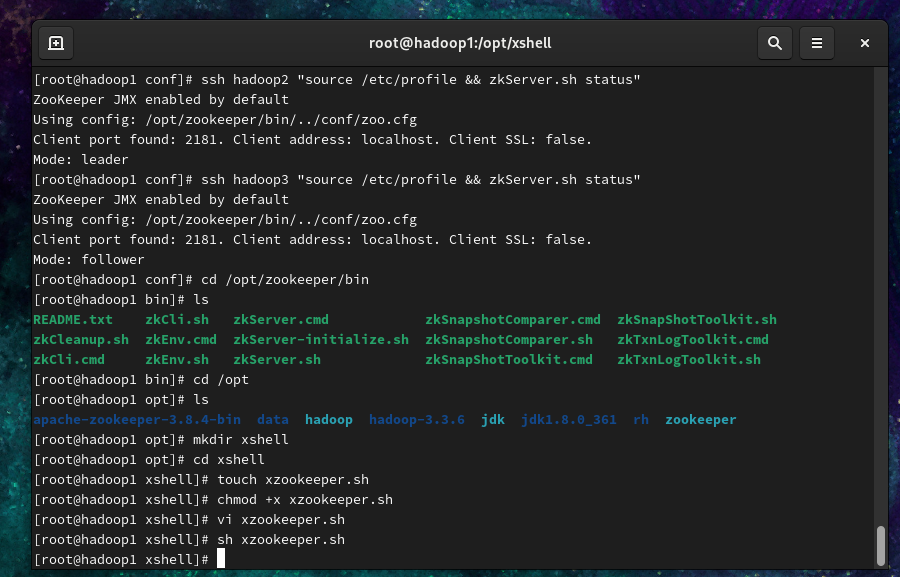 root@hadoop1:/opt/xshell
[root@hadoop1 conf]# ssh hadoop2 "source /etc/profile && zkServer.sh status"
ZooKeeper JMX enabled by default
Using config: /opt/zookeeper/bin/../conf/zoo.cfg
Client port found: 2181. Client address: localhost. Client SSL: false.
Mode: leader
[root@hadoop1 conf]# ssh hadoop3 "source /etc/profile && zkServer.sh status"
ZooKeeper JMX enabled by default
Using config: /opt/zookeeper/bin/../conf/zoo.cfg
Client port found: 2181. Client address: localhost. Client SSL: false.
Mode: follower
[root@hadoop1 conf]# cd /opt/zookeeper/bin
[root@hadoop1 bin]# ls
README.txt    zkCli.sh   zkServer.cmd            zkSnapshotComparer.cmd  zkSnapShotToolkit.sh
zkCleanup.sh  zkEnv.cmd  zkServer-initialize.sh  zkSnapshotComparer.sh   zkTxnLogToolkit.cmd
zkCli.cmd     zkEnv.sh   zkServer.sh             zkSnapShotToolkit.cmd   zkTxnLogToolkit.sh
[root@hadoop1 bin]# cd /opt
[root@hadoop1 opt]# ls
apache-zookeeper-3.8.4-bin  data  hadoop  hadoop-3.3.6  jdk  jdk1.8.0_361  rh  zookeeper
[root@hadoop1 opt]# mkdir xshell
[root@hadoop1 opt]# cd xshell
[root@hadoop1 xshell]# touch xzookeeper.sh
[root@hadoop1 xshell]# chmod +x xzookeeper.sh
[root@hadoop1 xshell]# vi xzookeeper.sh
[root@hadoop1 xshell]# sh xzookeeper.sh
[root@hadoop1 xshell]#